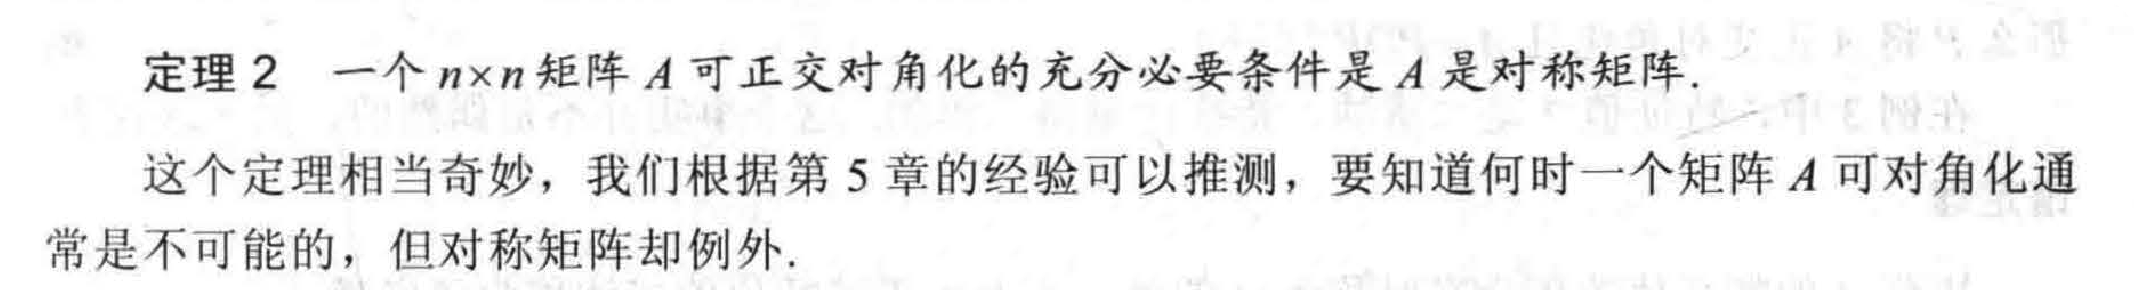 定理 2 一个 n×n 矩阵 A 可正交对角化的充分必要条件是 A 是对称矩阵.
这个定理相当奇妙，我们根据第 5 章的经验可以推测，要知道何时一个矩阵 A 可对角化通
常是不可能的，但对称矩阵却例外.